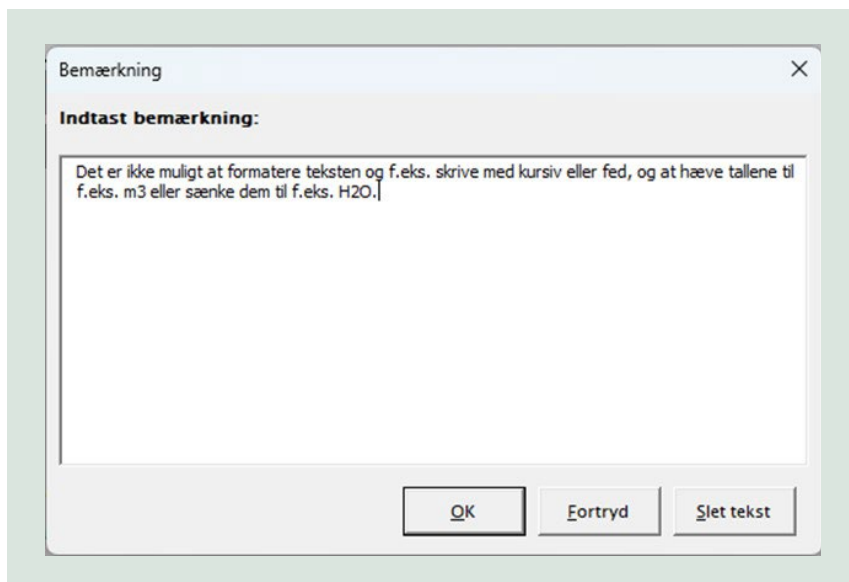 Bemærkning
Indtast bemærkning:
Det er ikke muligt at formatere teksten og f.eks. skrive med kursiv eller fed, og at hæve tallene til
f.eks. m3 eller sænke dem til f.eks. H2O.
OK
Fortryd
Slet tekst